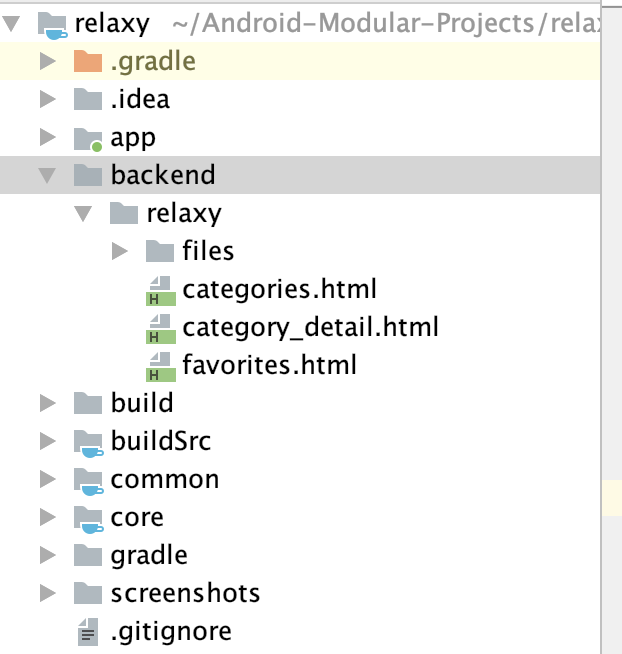 relaxy ~/Android-Modular-Projects/rela
.gradle
.idea
app
backend
relaxy
files
H categories.html
H category_detail.html
H favorites.html
build
buildSrc
common
core
gradle
screenshots
.gitignore